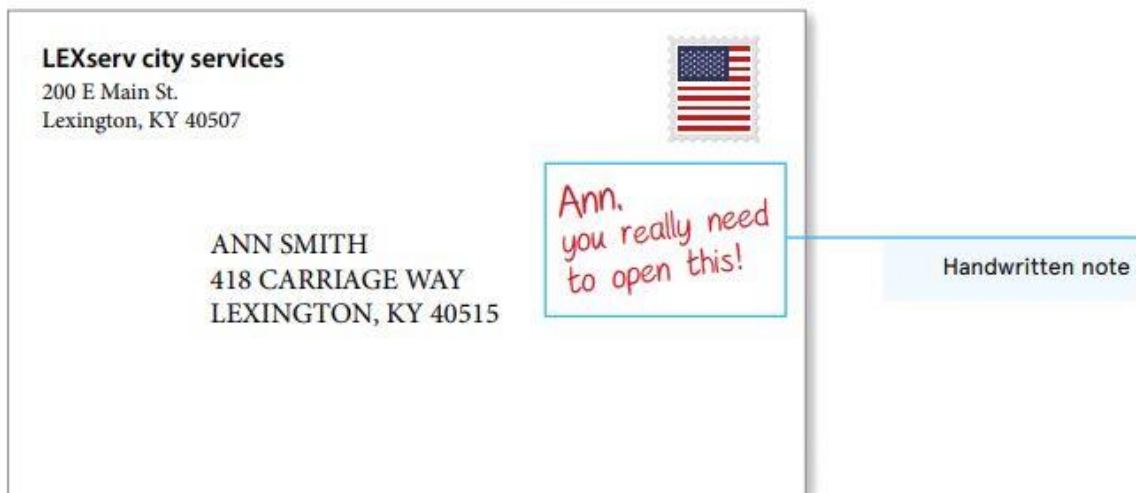 LEXserv city services
200 E Main St.
Lexington, KY 40507
Ann,
you really need
to open this!
ANN SMITH
418 CARRIAGE WAY
LEXINGTON, KY 40515
Handwritten note